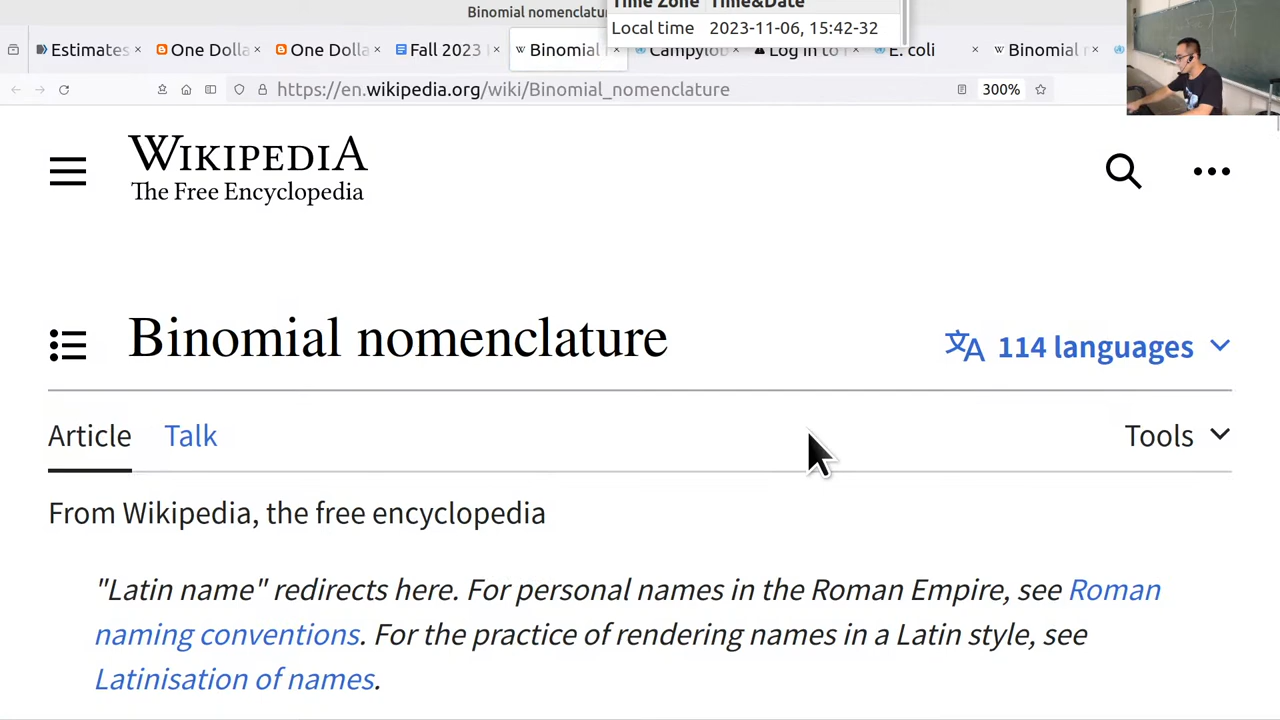 Binomial nomenclatu
Time Zone Time&Date
Local time 2023-11-06, 15:42-32
Estimates
One Dolla
One Dolla
Fall 2023
Binomial
Campylob
Log in to
E. coli
Binomial
https://en.wikipedia.org/wiki/Binomial_nomenclature
300%
WIKIPEDIA
The Free Encyclopedia
Binomial nomenclature
文A 114 languages
Article Talk
Tools
From Wikipedia, the free encyclopedia
"Latin name" redirects here. For personal names in the Roman Empire, see Roman
naming conventions. For the practice of rendering names in a Latin style, see
Latinisation of names.